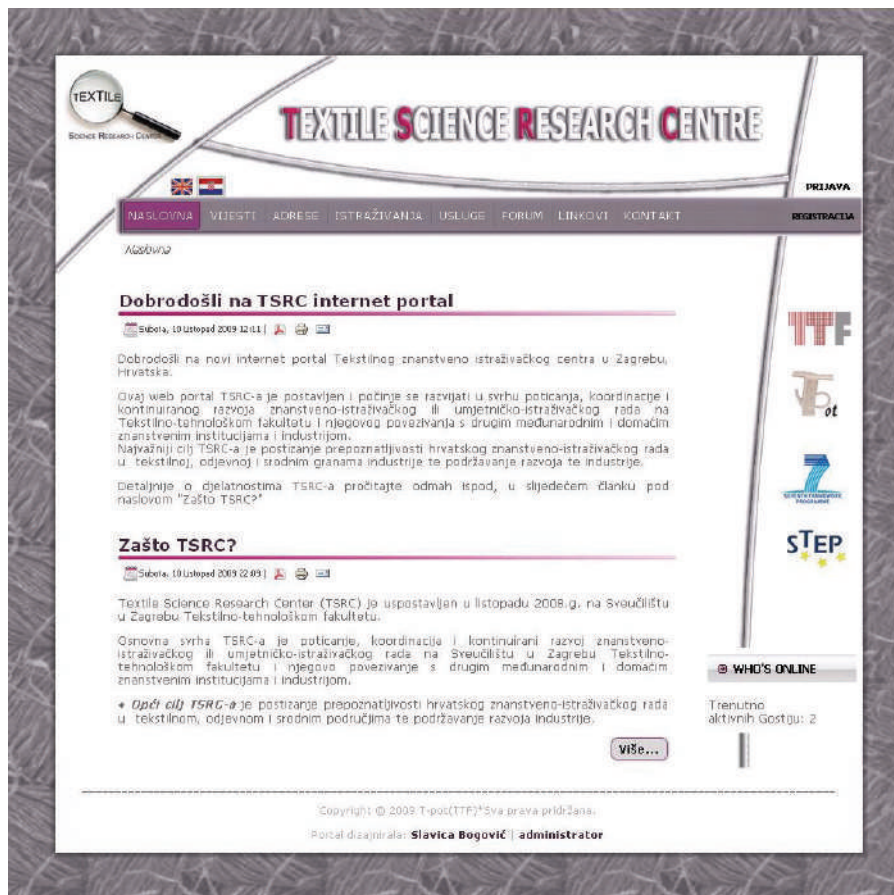 TEXTILE
SCIENCE RESEARCH CENTER
TEXTILE SCIENCE RESEARCH CENTRE
PRIJAVA
NASLOVNA VIJESTI ADRESE ISTRAŽIVANJA USLUGE FORUM LINKOVI KONTAKT
REGISTRACIJA
Naslovna
Dobrodošli na TSRC internet portal
Subota, 10 Listopad 2009 12:11 |
Dobrodošli na novi internet portal Tekstilnog znanstveno istraživačkog centra u Zagrebu,
Hrvatska.
Ovaj web portal TSRC-a je postavljen i počinje se razvijati u svrhu poticanja, koordinacije i
kontinuiranog razvoja znanstveno-istraživačkog ili umjetničko-istraživačkog rada na
Tekstilno-tehnološkom fakultetu i njegovog povezivanja s drugim međunarodnim i domaćim
znanstvenim institucijama i industrijom.
Najvažniji cilj TSRC-a je postizanje prepoznatljivosti hrvatskog znanstveno-istraživačkog rada
u tekstilnoj, odjevnoj i srodnim granama industrije te podržavanje razvoja te industrije.
Detaljnije o djelatnostima TSRC-a pročitajte odmah ispod, u slijedećem članku pod
naslovom "Zašto TSRC?"
TTF
T-pot
7
SEVENTH FRAMEWORK
PROGRAMME
STEP
Zašto TSRC?
Subota, 10 Listopad 2009 22:09 |
Textile Science Research Center (TSRC) je uspostavljen u listopadu 2008.g. na Sveučilištu
u Zagrebu Tekstilno-tehnološkom fakultetu.
Osnovna svrha TSRC-a je poticanje, koordinacija i kontinuirani razvoj znanstveno-
istraživačkog ili umjetničko-istraživačkog rada na Sveučilištu u Zagrebu Tekstilno-
tehnološkom fakultetu i njegovo povezivanje s drugim međunarodnim i domaćim
znanstvenim institucijama i industrijom.
• Opći cilj TSRC-a je postizanje prepoznatljivosti hrvatskog znanstveno-istraživačkog rada
u tekstilnom, odjevnom i srodnim područjima te podržavanje razvoja industrije.
Više...
WHO'S ONLINE
Trenutno
aktivnih Gostiju: 2
Copyright © 2009 T-pot(TTF)*Sva prava pridržana.
Portal dizajnirala: Slavica Bogović | administrator